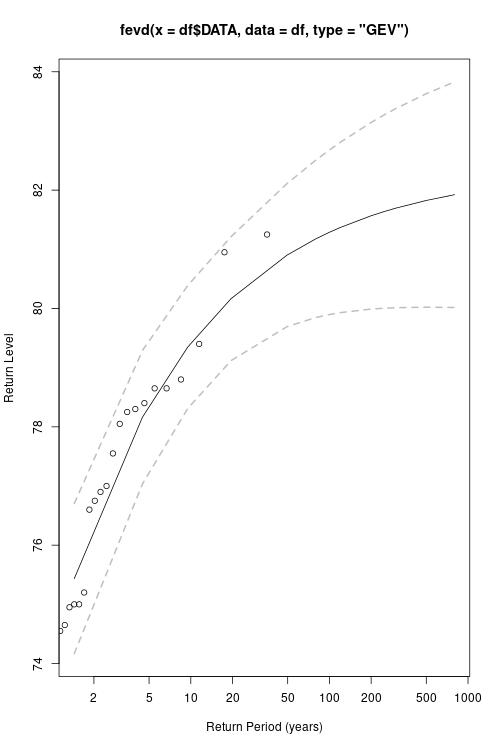 fevd(x = df$DATA, data = df, type = "GEV")
84
82
80
78
76
74
Return Level
2 5 10 20 50 100 200 500 1000
Return Period (years)